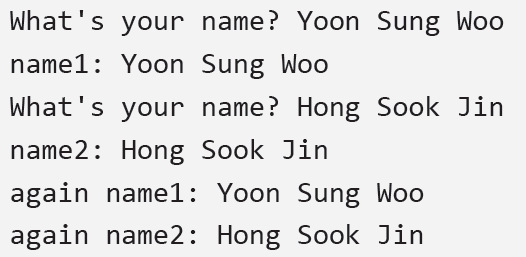 What's your name? Yoon Sung Woo
name1: Yoon Sung Woo
What's your name? Hong Sook Jin
name2: Hong Sook Jin
again name1: Yoon Sung Woo
again name2: Hong Sook Jin